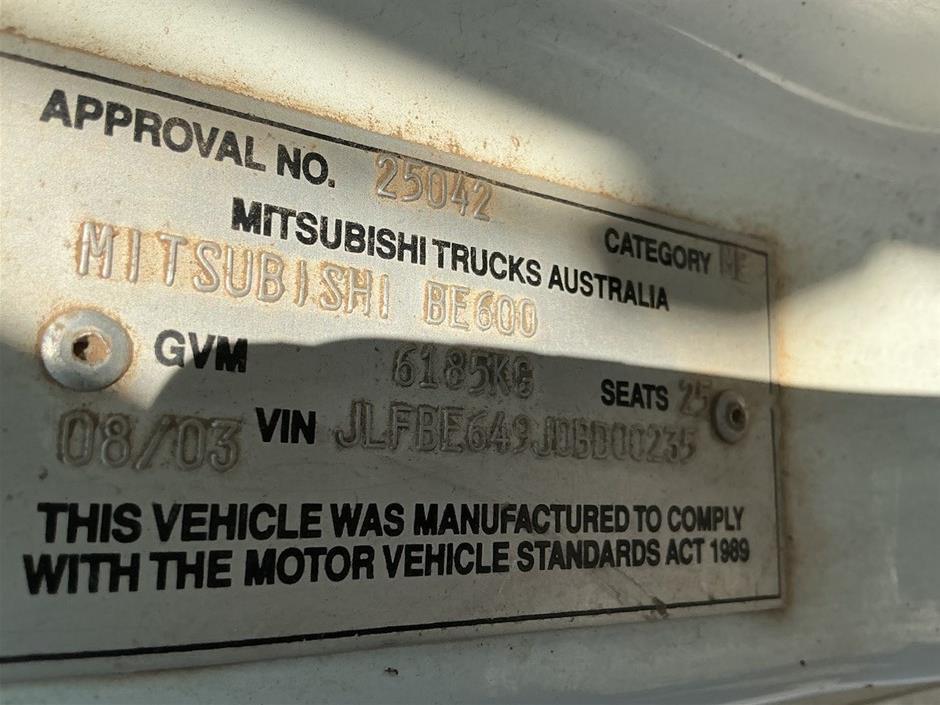 APPROVAL NO. 25042
CATEGORY ME
MITSUBISHI TRUCKS AUSTRALIA
MITSUBISHI BE600
GVM 6185KG SEATS 25
08/03 VIN JLFBE649J0BD00235
THIS VEHICLE WAS MANUFACTURED TO COMPLY
WITH THE MOTOR VEHICLE STANDARDS ACT 1989